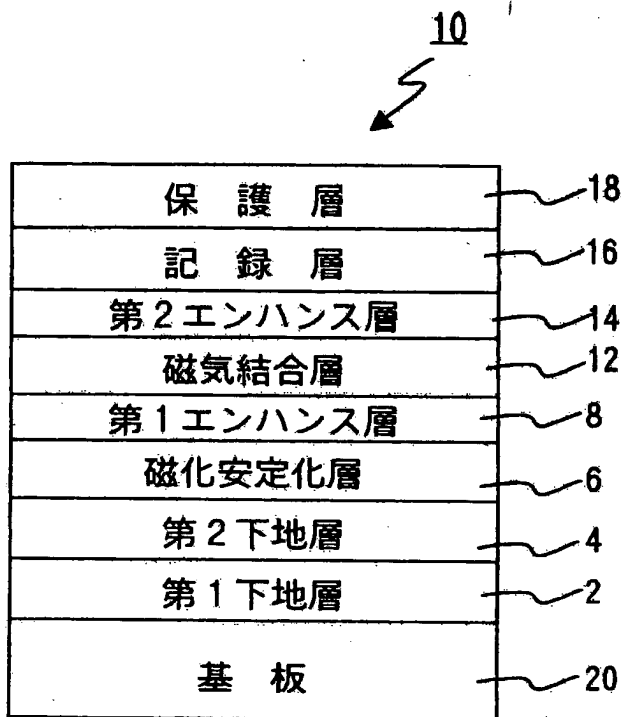 10
保護層 18
記録層 16
第2エンハンス層 14
磁気結合層 12
第1エンハンス層 8
磁化安定化層 6
第2下地層 4
第1下地層 2
基板 20